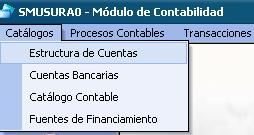 SMUSURA0 - Módulo de Contabilidad
Catálogos Procesos Contables Transacciones
Estructura de Cuentas
Cuentas Bancarias
Catálogo Contable
Fuentes de Financiamiento